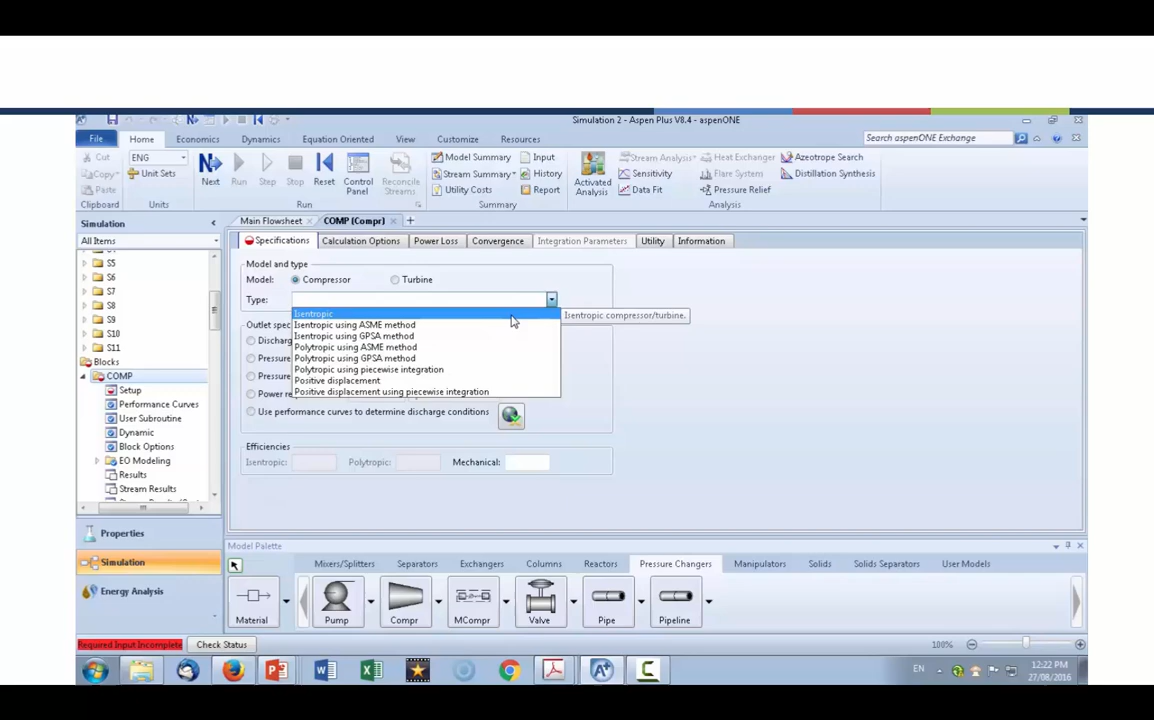 Simulation 2 - Aspen Plus V8.4 - aspenONE
File Home Economics Dynamics Equation Oriented View Customize Resources
Search aspenONE Exchange
Cut
Copy
Paste
Clipboard
ENG
Unit Sets
Units
Next Run Step Stop Reset Control Panel Reconcile Streams
Run
Model Summary Input
Stream Summary History
Utility Costs Report
Summary
Activated Analysis
Stream Analysis Heat Exchanger Azeotrope Search
Sensitivity Flare System Distillation Synthesis
Data Fit Pressure Relief
Analysis
Simulation
All Items
S5
S6
S7
S8
S9
S10
S11
Blocks
COMP
Setup
Performance Curves
User Subroutine
Dynamic
Block Options
EO Modeling
Results
Stream Results
Properties
Simulation
Energy Analysis
Main Flowsheet COMP (Compr)
Specifications Calculation Options Power Loss Convergence Integration Parameters Utility Information
Model and type
Model: Compressor Turbine
Type:
Isentropic
Isentropic compressor/turbine.
Isentropic using ASME method
Isentropic using GPSA method
Polytropic using ASME method
Polytropic using GPSA method
Polytropic using piecewise integration
Positive displacement
Positive displacement using piecewise integration
Outlet spec
Discharg
Pressure
Pressure
Power re
Use performance curves to determine discharge conditions
Efficiencies
Isentropic: Polytropic: Mechanical:
Model Palette
Mixers/Splitters Separators Exchangers Columns Reactors Pressure Changers Manipulators Solids Solids Separators User Models
Material Pump Compr MCompr Valve Pipe Pipeline
Required Input Incomplete Check Status 100%
EN 12:22 PM
27/08/2016